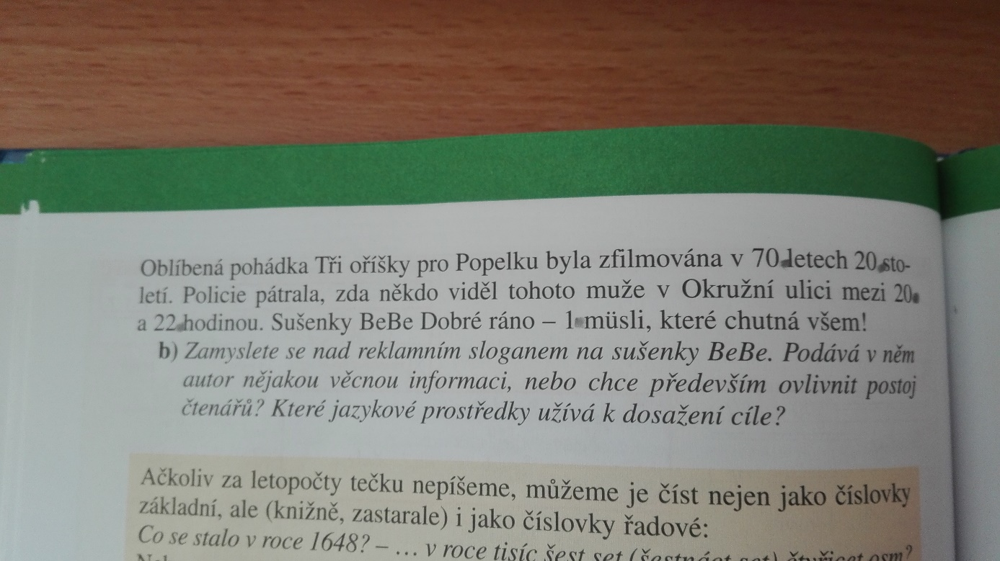 Oblíbená pohádka Tři oříšky pro Popelku byla zfilmována v 70 letech 20 sto-
letí. Policie pátrala, zda někdo viděl tohoto muže v Okružní ulici mezi 20
a 22 hodinou. Sušenky BeBe Dobré ráno – 1 müsli, které chutná všem!
b) Zamyslete se nad reklamním sloganem na sušenky BeBe. Podává v něm
autor nějakou věcnou informaci, nebo chce především ovlivnit postoj
čtenářů? Které jazykové prostředky užívá k dosažení cíle?
Ačkoliv za letopočty tečku nepíšeme, můžeme je číst nejen jako číslovky
základní, ale (knižně, zastarale) i jako číslovky řadové:
Co se stalo v roce 1648? – … v roce tisíc šest set (šestnáct set) čtyřicet osm?